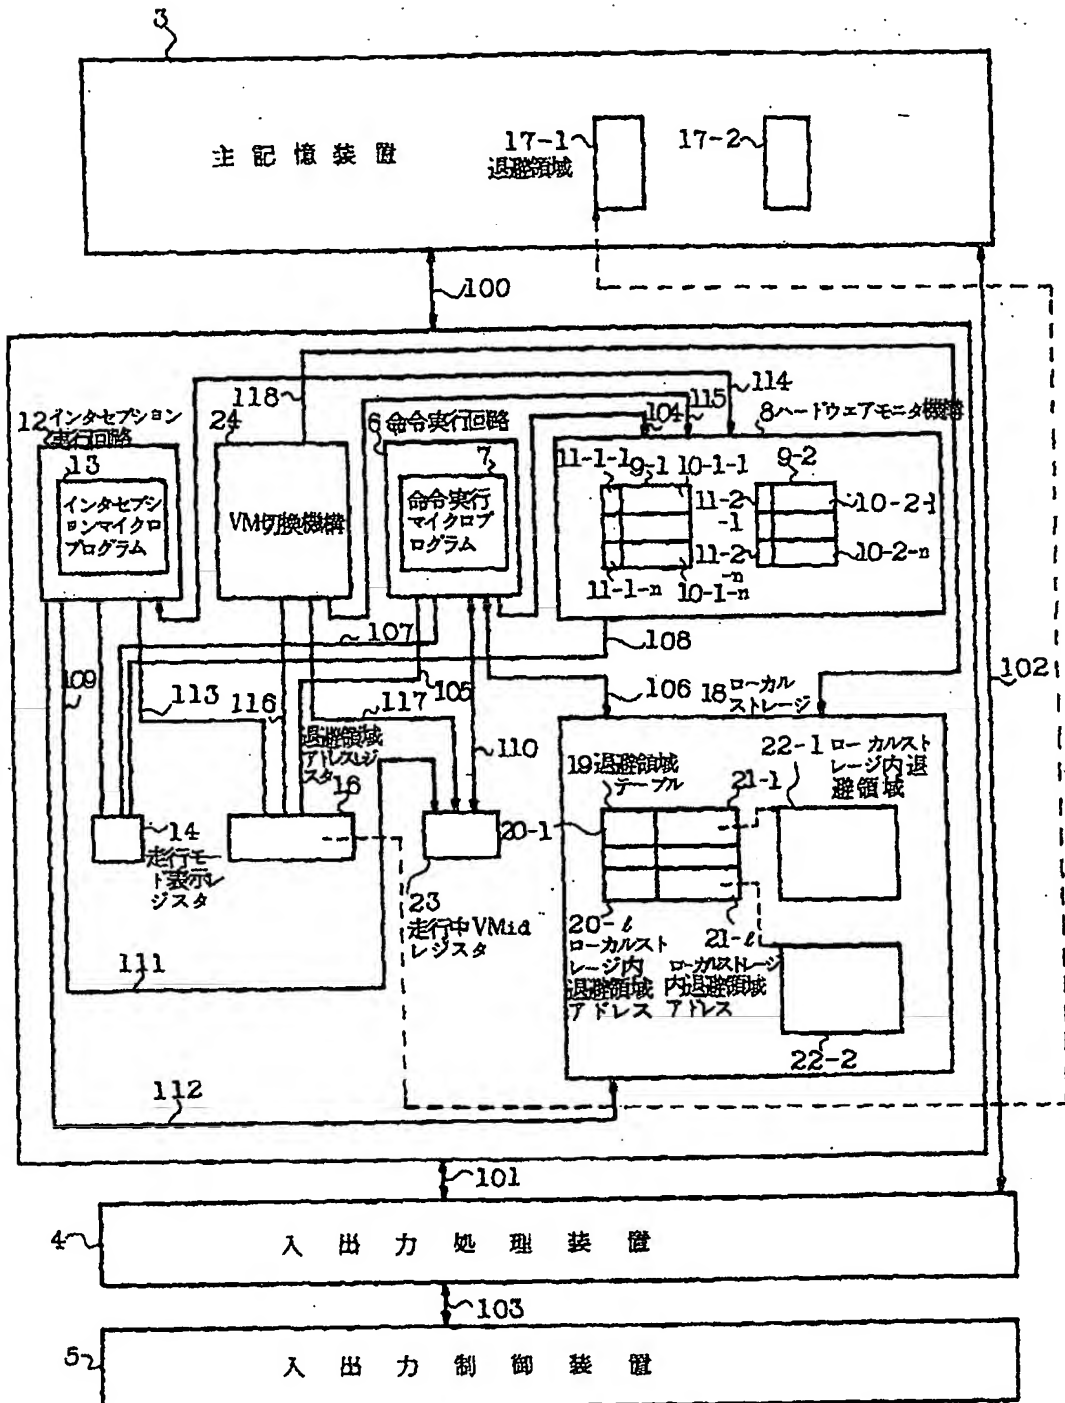 3
主記憶装置
17-1
退避領域
17-2
100
118
114
115
104
12 インタセプション
実行回路
24
6 命令実行回路
8 ハードウェアモニタ機構
13
インタセプシ
ョンマイクロ
プログラム
VM切換機構
7
命令実行
マイクロプ
ログラム
11-1-1
9-1
10-1-1
9-2
11-2
-1
10-2-1
11-2
-n
10-2-n
11-1-n
10-1-n
107
108
109
113
116
105
117
110
106
102
18 ローカル
ストレージ
退避領域
アドレスレジ
スタ
16
14
走行モー
ド表示レ
ジスタ
23
走行中VMid
レジスタ
19 退避領域
テーブル
21-1
22-1 ローカルスト
レージ内退
避領域
20-1
20-ℓ
ローカルスト
レージ内
退避領域
アドレス
21-ℓ
ローカルストレージ
内退避領域
アドレス
22-2
111
112
101
4
入出力処理装置
103
5
入出力制御装置